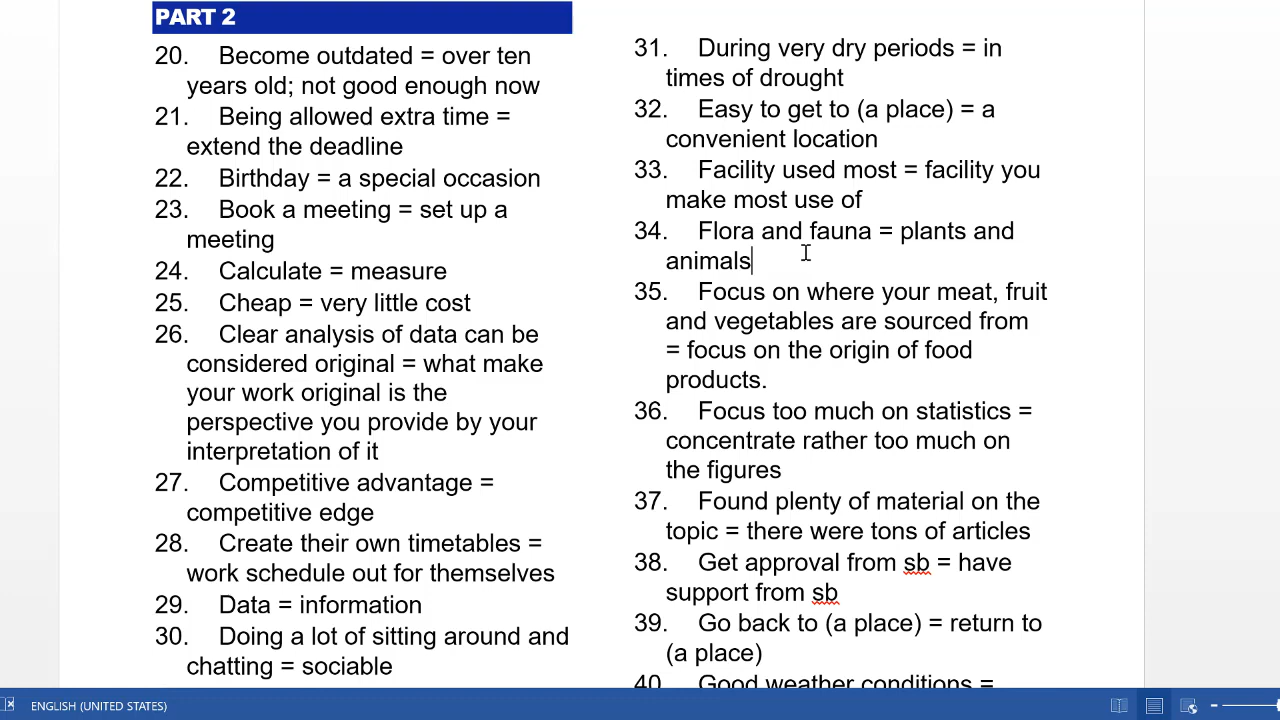 PART 2
20. Become outdated = over ten
years old; not good enough now
21. Being allowed extra time =
extend the deadline
22. Birthday = a special occasion
23. Book a meeting = set up a
meeting
24. Calculate = measure
25. Cheap = very little cost
26. Clear analysis of data can be
considered original = what make
your work original is the
perspective you provide by your
interpretation of it
27. Competitive advantage =
competitive edge
28. Create their own timetables =
work schedule out for themselves
29. Data = information
30. Doing a lot of sitting around and
chatting = sociable
31. During very dry periods = in
times of drought
32. Easy to get to (a place) = a
convenient location
33. Facility used most = facility you
make most use of
34. Flora and fauna = plants and
animals
35. Focus on where your meat, fruit
and vegetables are sourced from
= focus on the origin of food
products.
36. Focus too much on statistics =
concentrate rather too much on
the figures
37. Found plenty of material on the
topic = there were tons of articles
38. Get approval from sb = have
support from sb
39. Go back to (a place) = return to
(a place)
40. Good weather conditions =
ENGLISH (UNITED STATES)